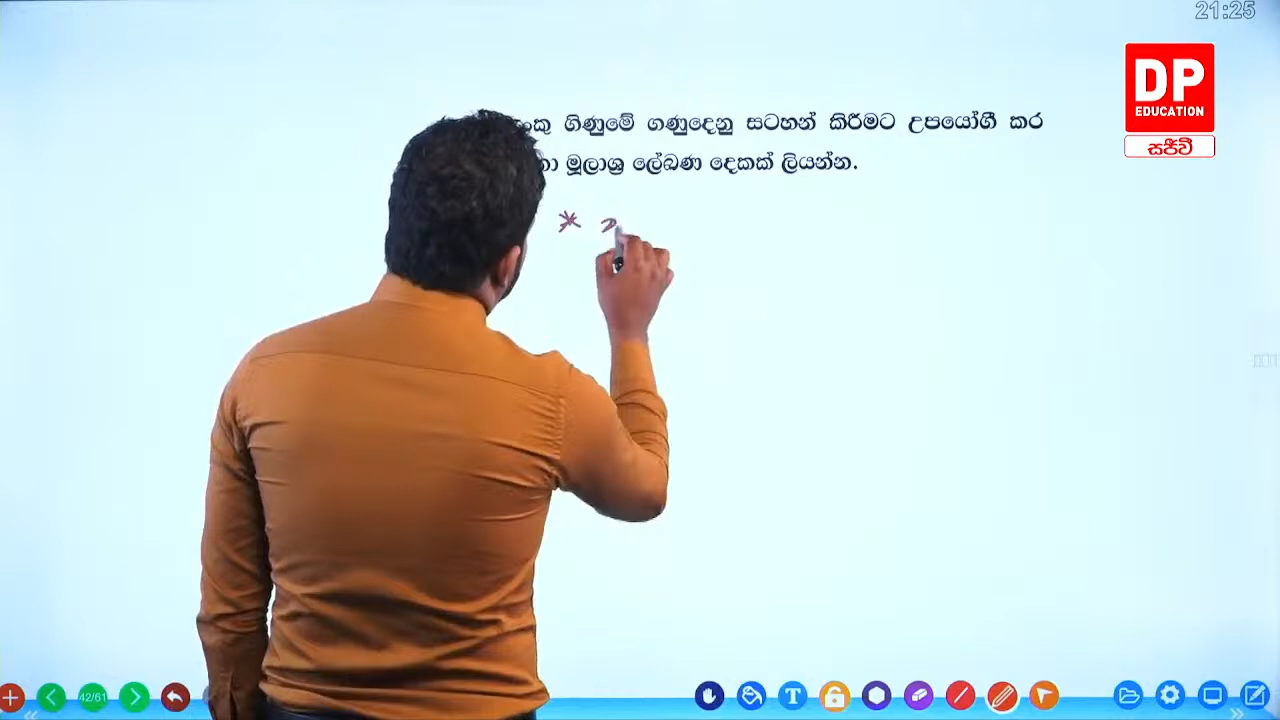 21:25
DP
EDUCATION
සජීවී
ගිණුමේ ගණුදෙනු සටහන් කිරීමට උපයෝගී කර
මූලාශ්‍ර ලේඛණ දෙකක් ලියන්න.
42/61